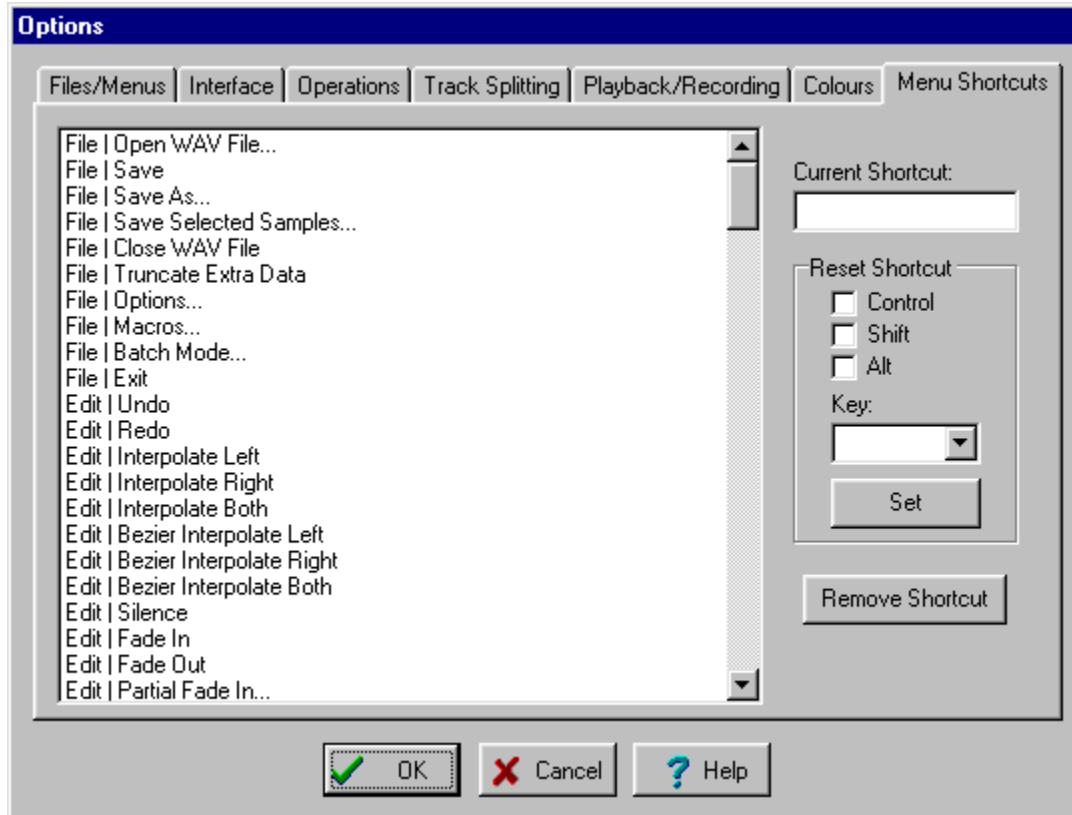 Options
Files/Menus Interface Operations Track Splitting Playback/Recording Colours Menu Shortcuts
File | Open WAV File...
File | Save
File | Save As...
File | Save Selected Samples...
File | Close WAV File
File | Truncate Extra Data
File | Options...
File | Macros...
File | Batch Mode...
File | Exit
Edit | Undo
Edit | Redo
Edit | Interpolate Left
Edit | Interpolate Right
Edit | Interpolate Both
Edit | Bezier Interpolate Left
Edit | Bezier Interpolate Right
Edit | Bezier Interpolate Both
Edit | Silence
Edit | Fade In
Edit | Fade Out
Edit | Partial Fade In...
Current Shortcut:
Reset Shortcut
Control
Shift
Alt
Key:
Set
Remove Shortcut
OK Cancel Help